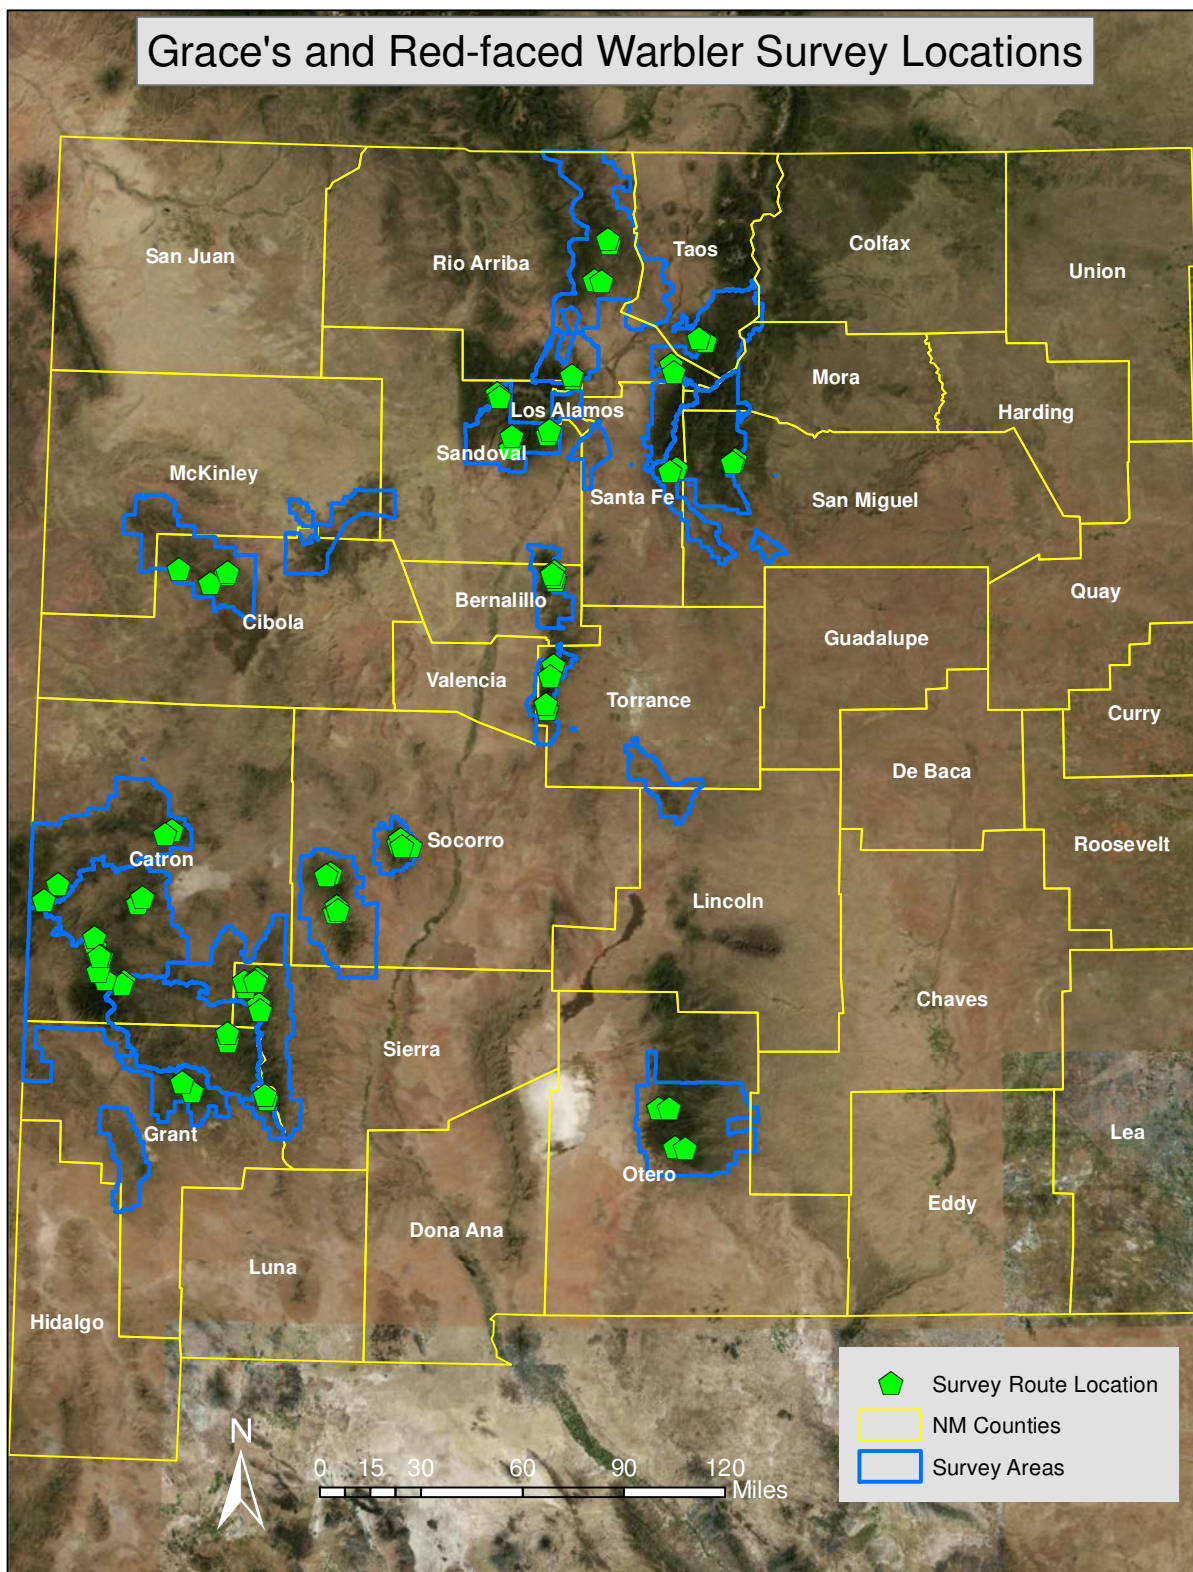 Grace's and Red-faced Warbler Survey Locations
San Juan
Rio Arriba
Taos
Colfax
Union
Mora
Los Alamos
Harding
Sandoval
McKinley
Santa Fe
San Miguel
Bernalillo
Quay
Cibola
Guadalupe
Valencia
Torrance
Curry
De Baca
Socorro
Roosevelt
Catron
Lincoln
Chaves
Sierra
Grant
Lea
Otero
Eddy
Dona Ana
Luna
Hidalgo
Survey Route Location
NM Counties
Survey Areas
N
0 15 30 60 90 120
Miles